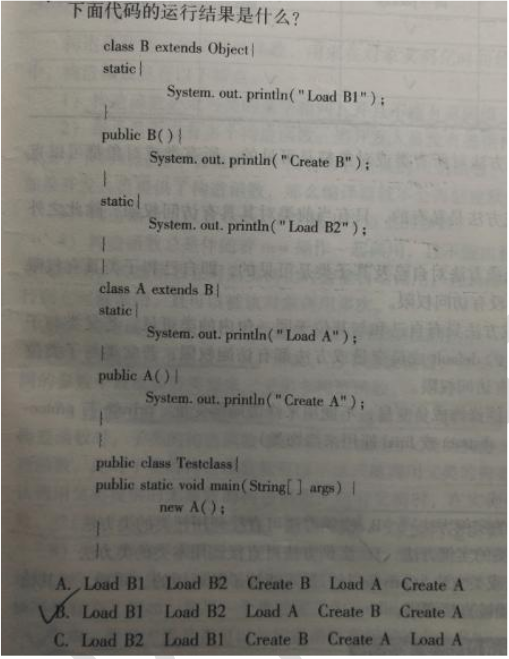 下面代码的运行结果是什么?
class B extends Object{
static{
System. out. println("Load B1");
}
public B(){
System. out. println("Create B");
}
static{
System. out. println("Load B2");
}
}
class A extends B{
static{
System. out. println("Load A");
}
public A(){
System. out. println("Create A");
}
}
public class Testclass{
public static void main(String[ ] args) {
new A();
}
}
A. Load B1 Load B2 Create B Load A Create A
B. Load B1 Load B2 Load A Create B Create A
C. Load B2 Load B1 Create B Create A Load A